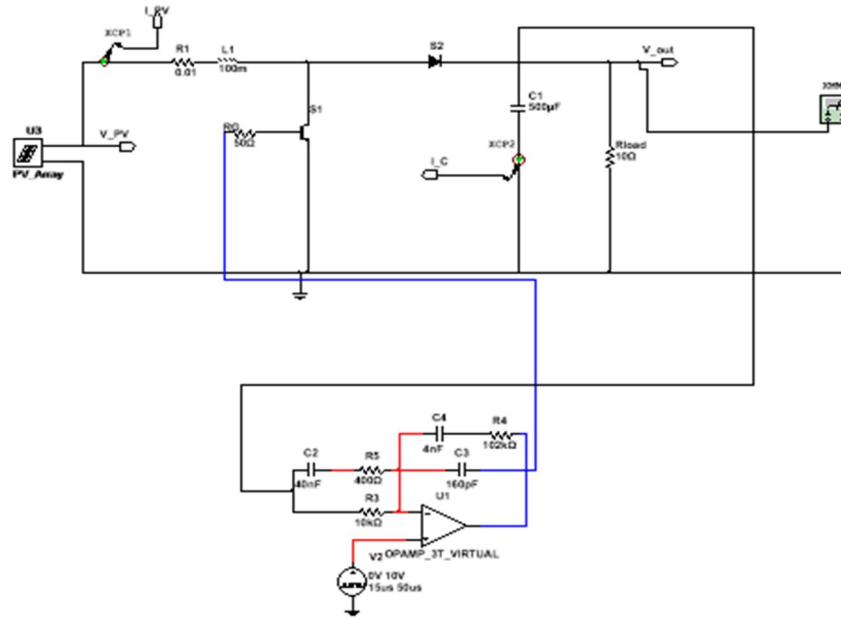 I_PV
XCP1
R1
0.01
L1
100m
S2
V_out
S1
C1
500µF
U3
V_PV
PV_Array
50Ω
XCP2
I_C
Rload
10Ω
C4
4nF
R4
102kΩ
C2
40nF
R5
400Ω
C3
160pF
R3
10kΩ
U1
OPAMP_3T_VIRTUAL
V2
0V 10V
15us 50us